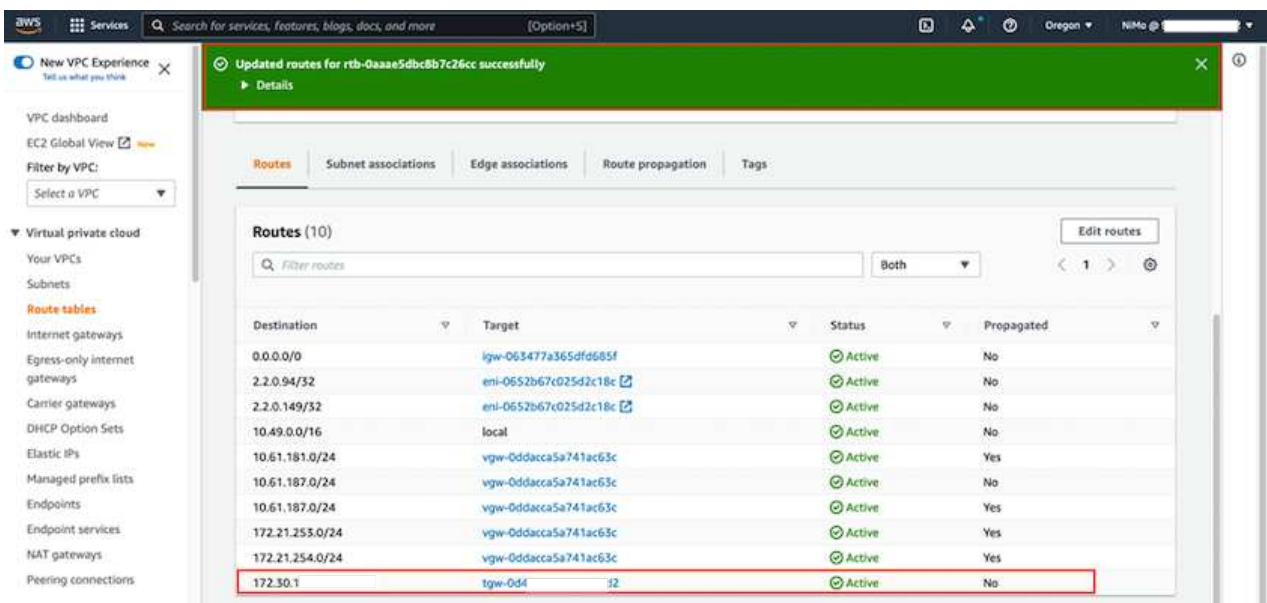 aws Services Search for services, features, blogs, docs, and more [Option+S] Oregon NiMo @
New VPC Experience
Tell us what you think
Updated routes for rtb-0aaae5dbc8b7c26cc successfully
Details
VPC dashboard
EC2 Global View New
Filter by VPC:
Select a VPC
Virtual private cloud
Your VPCs
Subnets
Route tables
Internet gateways
Egress-only internet
gateways
Carrier gateways
DHCP Option Sets
Elastic IPs
Managed prefix lists
Endpoints
Endpoint services
NAT gateways
Peering connections
Routes Subnet associations Edge associations Route propagation Tags
Routes (10) Edit routes
Filter routes Both 1
Destination Target Status Propagated
0.0.0.0/0 igw-063477a365dfd685f Active No
2.2.0.94/32 eni-0652b67c025d2c18c Active No
2.2.0.149/32 eni-0652b67c025d2c18c Active No
10.49.0.0/16 local Active No
10.61.181.0/24 vgw-0ddacca5a741ac63c Active Yes
10.61.187.0/24 vgw-0ddacca5a741ac63c Active No
10.61.187.0/24 vgw-0ddacca5a741ac63c Active Yes
172.21.253.0/24 vgw-0ddacca5a741ac63c Active Yes
172.21.254.0/24 vgw-0ddacca5a741ac63c Active Yes
172.30.1 tgw-0d4 Active No